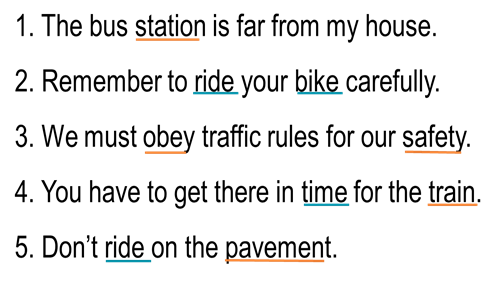 1. The bus station is far from my house.
2. Remember to ride your bike carefully.
3. We must obey traffic rules for our safety.
4. You have to get there in time for the train.
5. Don’t ride on the pavement.